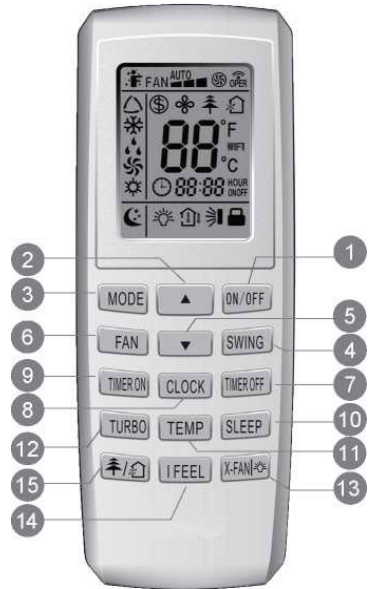 FAN AUTO OPER
88 °F
WIFI
°C
88:88 HOUR
ONOFF
2
1
3 MODE ▲ ON/OFF
5
6 FAN ▼ SWING
4
9
TIMER ON CLOCK TIMER OFF 7
8
TURBO TEMP SLEEP 10
12
11
15 I FEEL X-FAN
13
14